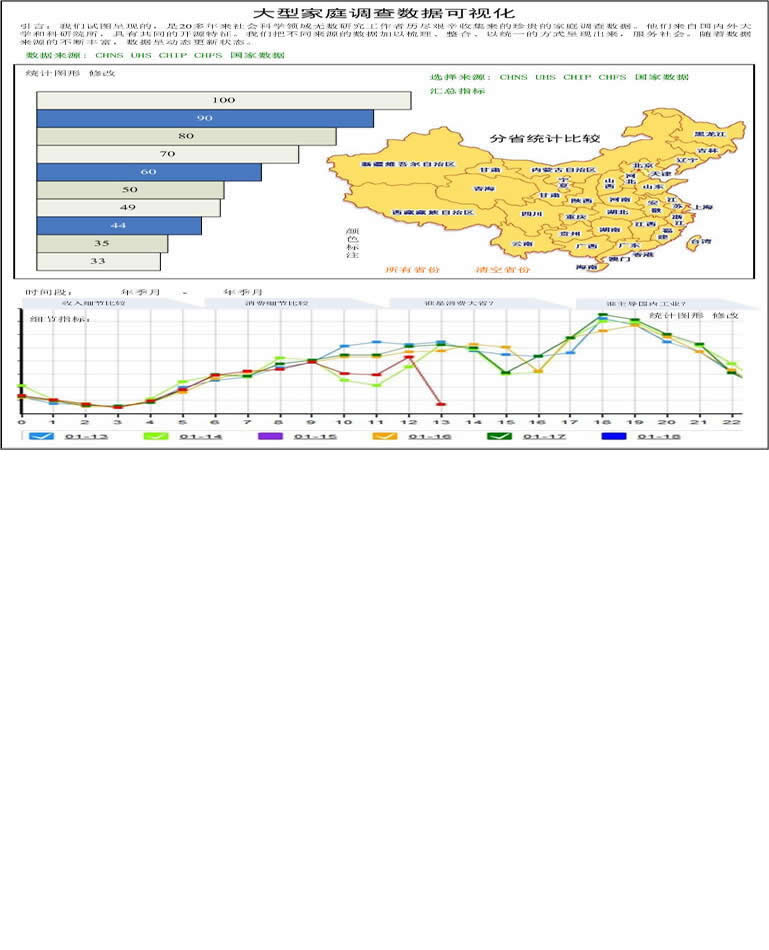 大型家庭调查数据可视化
引言：我们试图呈现的，是20多年来社会科学领域无数研究工作者历尽艰辛收集来的珍贵的家庭调查数据。他们来自国内外大
学和科研院所，具有共同的开源特征。我们把不同来源的数据加以梳理、整合，以统一的方式呈现出来，服务社会。随着数据
来源的不断丰富，数据呈动态更新状态。
数据来源：CHNS UHS CHIP CHFS 国家数据
统计图形 修改
选择来源：CHNS UHS CHIP CHFS 国家数据
汇总指标
100
90
80
70
60
50
49
44
35
33
颜色标注
分省统计比较
黑龙江
吉林
辽宁
新疆维吾尔自治区
甘肃
内蒙古自治区
北京
天津
河北
山西
山东
宁夏
青海
甘肃
陕西
河南
江苏
安徽
上海
西藏藏族自治区
四川
重庆
湖北
浙江
江西
湖南
贵州
福建
云南
广西
广东
台湾
香港
澳门
海南
所有省份
清空省份
时间段： 年季月 - 年季月
收入细节比较
消费细节比较
谁是消费大省？
谁主导国内工业？
细节指标：
统计图形 修改
0 1 2 3 4 5 6 7 8 9 10 11 12 13 14 15 16 17 18 19 20 21 22
01-13 01-14 01-15 01-16 01-17 01-18